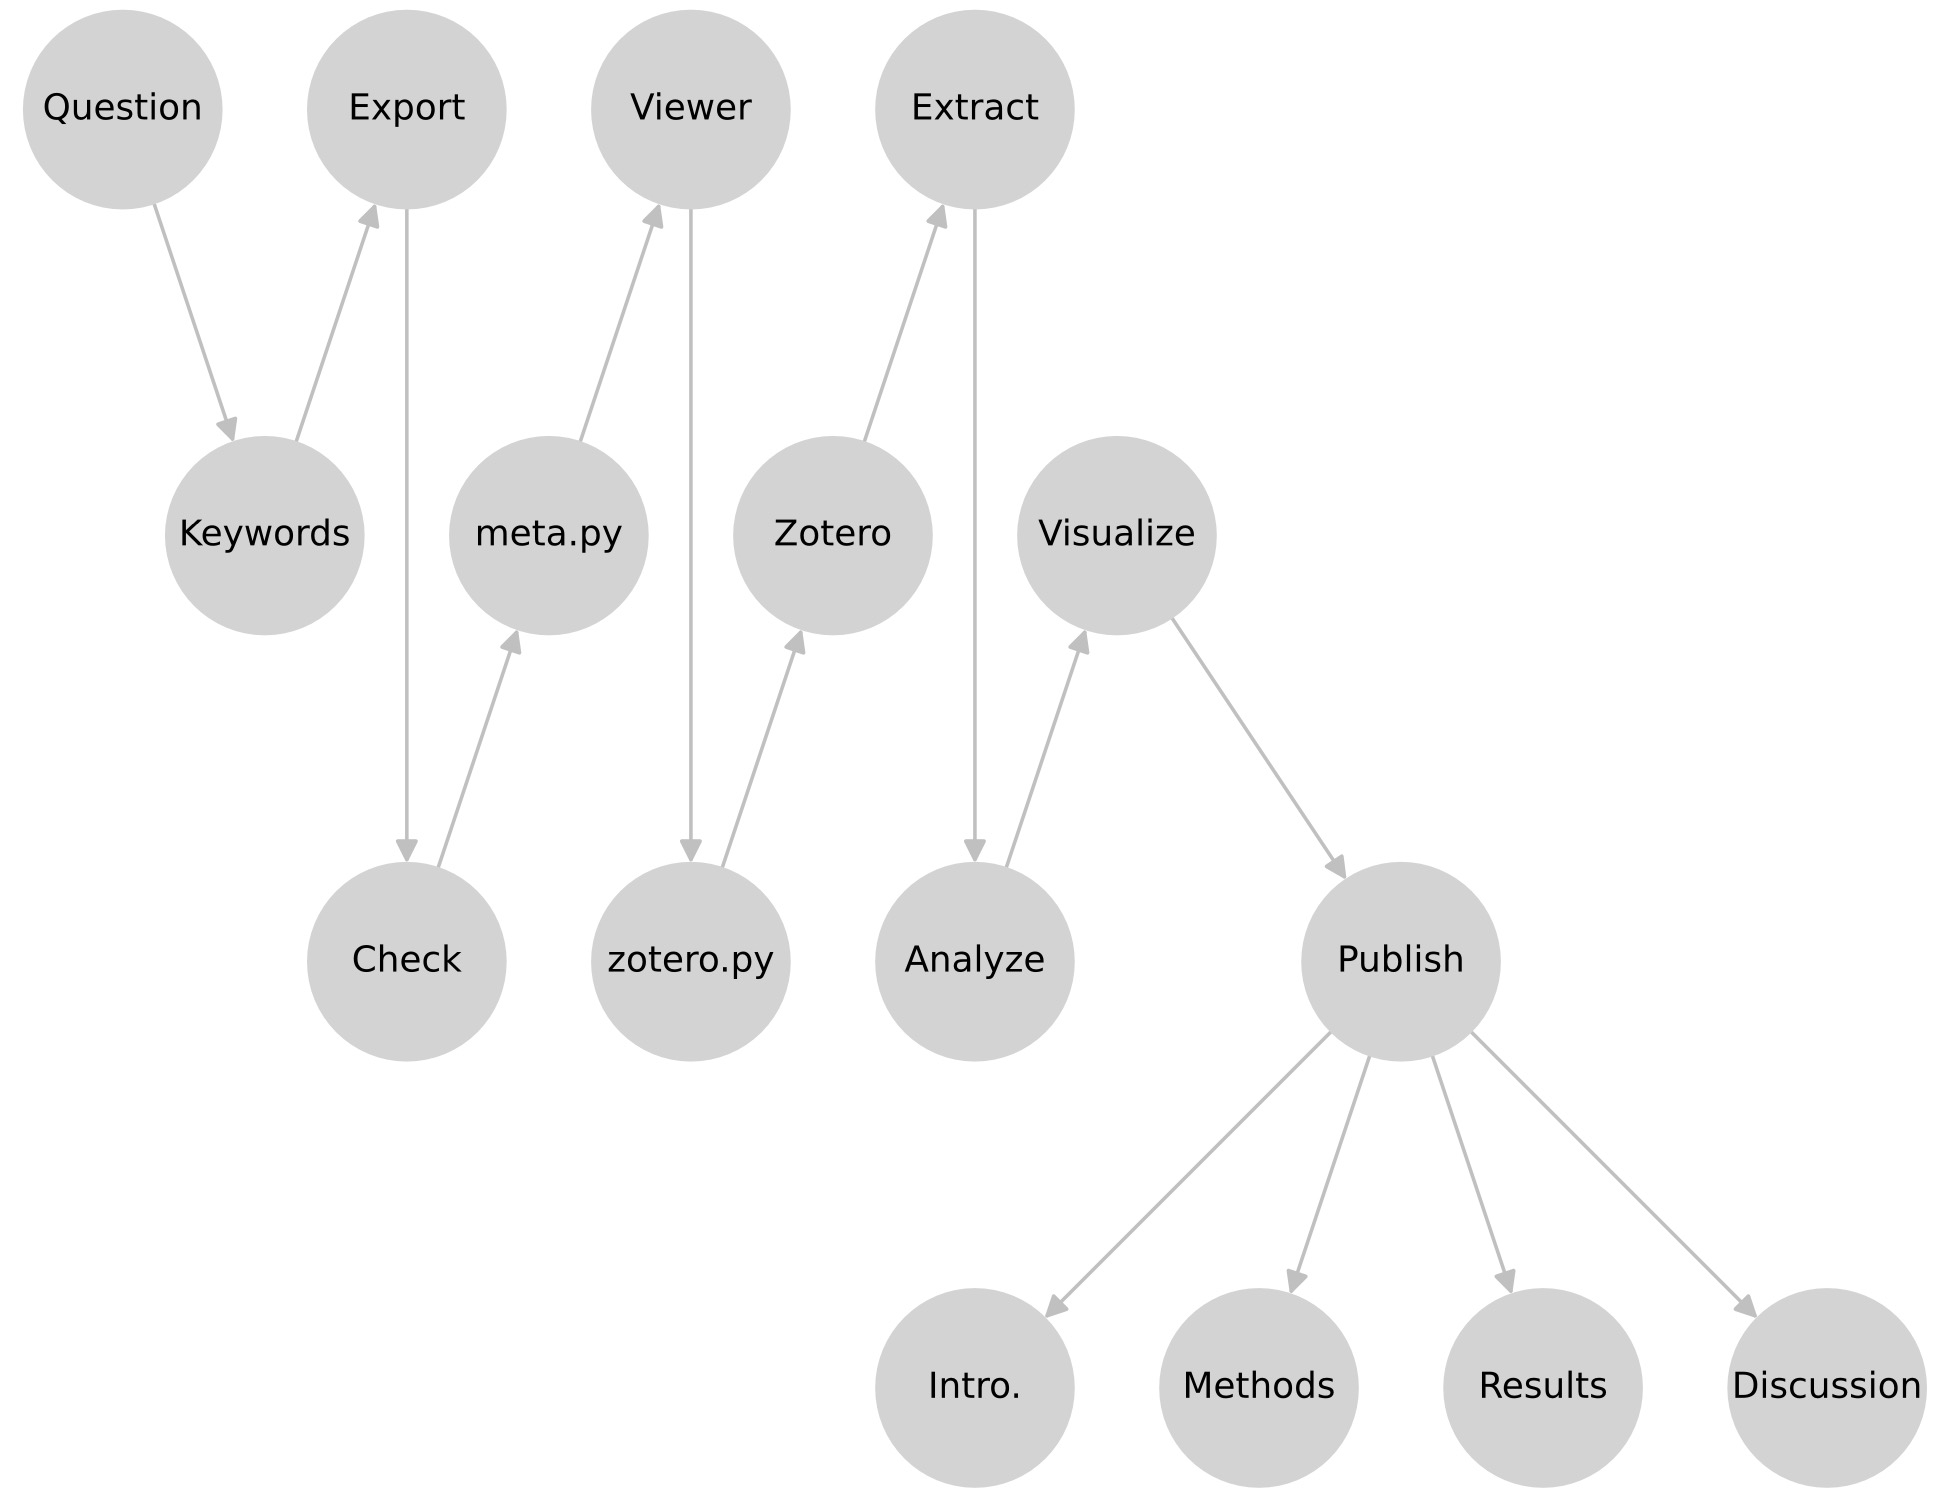 Question
Export
Viewer
Extract
Keywords
meta.py
Zotero
Visualize
Check
zotero.py
Analyze
Publish
Intro.
Methods
Results
Discussion